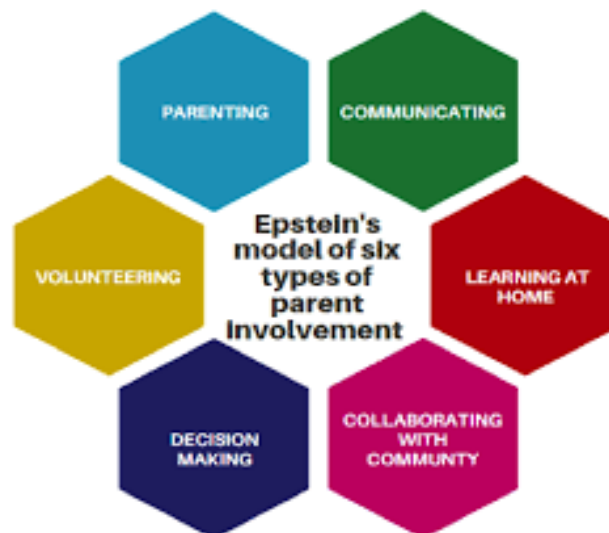 PARENTING
COMMUNICATING
Epstein's
model of six
types of
parent
involvement
VOLUNTEERING
LEARNING AT
HOME
DECISION
MAKING
COLLABORATING
WITH
COMMUNTY